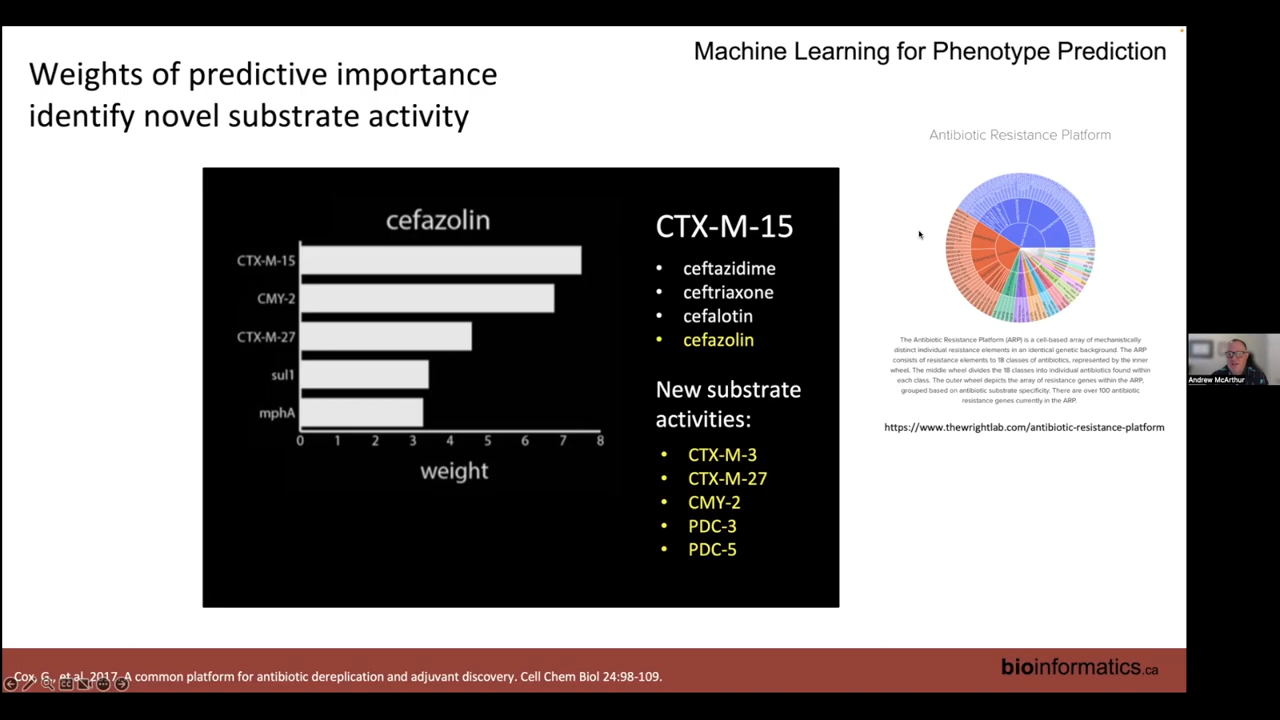 Machine Learning for Phenotype Prediction
Weights of predictive importance
identify novel substrate activity
cefazolin
CTX-M-15
CMY-2
CTX-M-27
sul1
mphA
0 1 2 3 4 5 6 7 8
weight
CTX-M-15
• ceftazidime
• ceftriaxone
• cefalotin
• cefazolin
New substrate
activities:
• CTX-M-3
• CTX-M-27
• CMY-2
• PDC-3
• PDC-5
Antibiotic Resistance Platform
The Antibiotic Resistance Platform (ARP) is a cell-based array of mechanistically
distinct individual resistance elements in an identical genetic background. The ARP
consists of resistance elements to 18 classes of antibiotics, represented by the inner
wheel. The middle wheel divides the 18 classes into individual antibiotics found within
each class. The outer wheel depicts the array of resistance genes within the ARP,
grouped based on antibiotic substrate specificity. There are over 100 antibiotic
resistance genes currently in the ARP.
https://www.thewrightlab.com/antibiotic-resistance-platform
Andrew McArthur
Cox, G., et al. 2017. A common platform for antibiotic dereplication and adjuvant discovery. Cell Chem Biol 24:98-109.
bioinformatics.ca